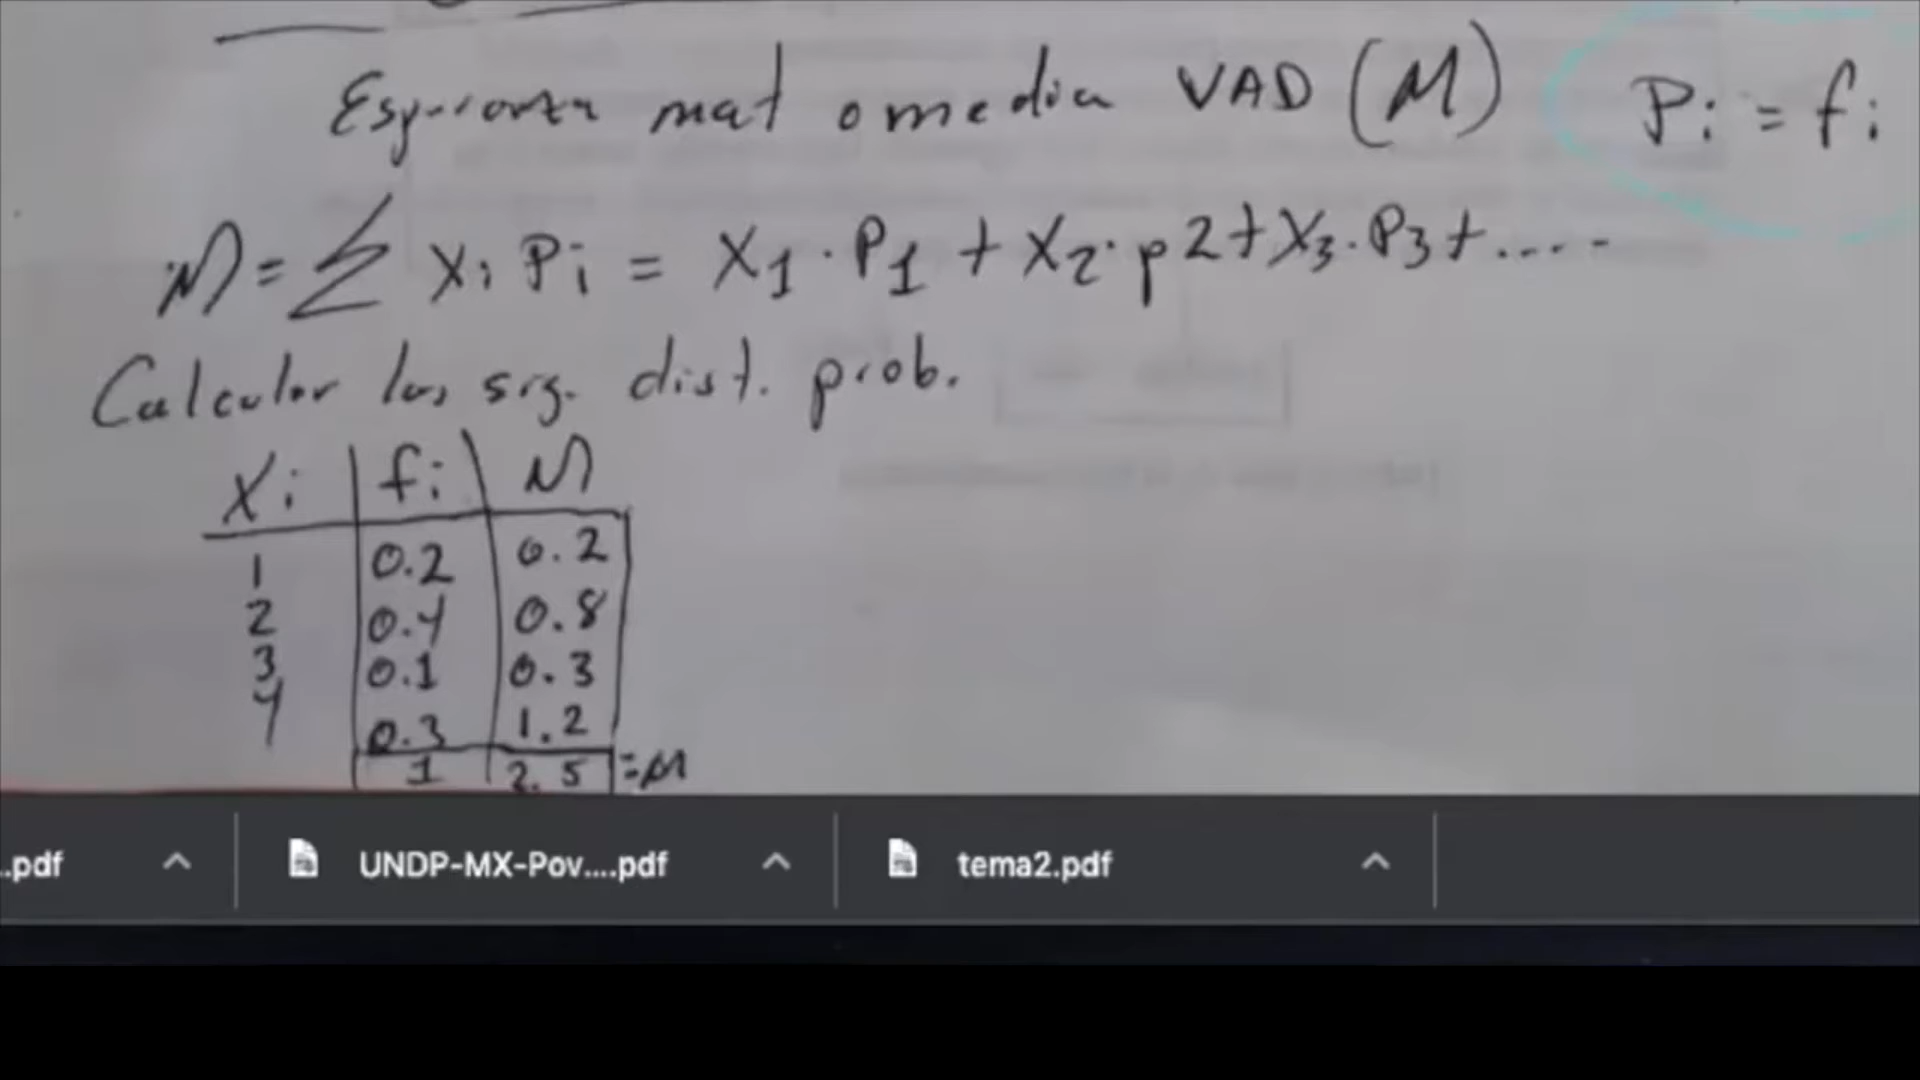 Esperanza mat o media VAD (M) Pi = fi
M = Σ xi Pi = X1 · P1 + X2 · p2 + X3 · P3 + ....
Calcular las sig. dist. prob.
Xi fi M
1 0.2 0.2
2 0.4 0.8
3 0.1 0.3
4 0.3 1.2
1 2.5 = M
.pdf UNDP-MX-Pov....pdf tema2.pdf